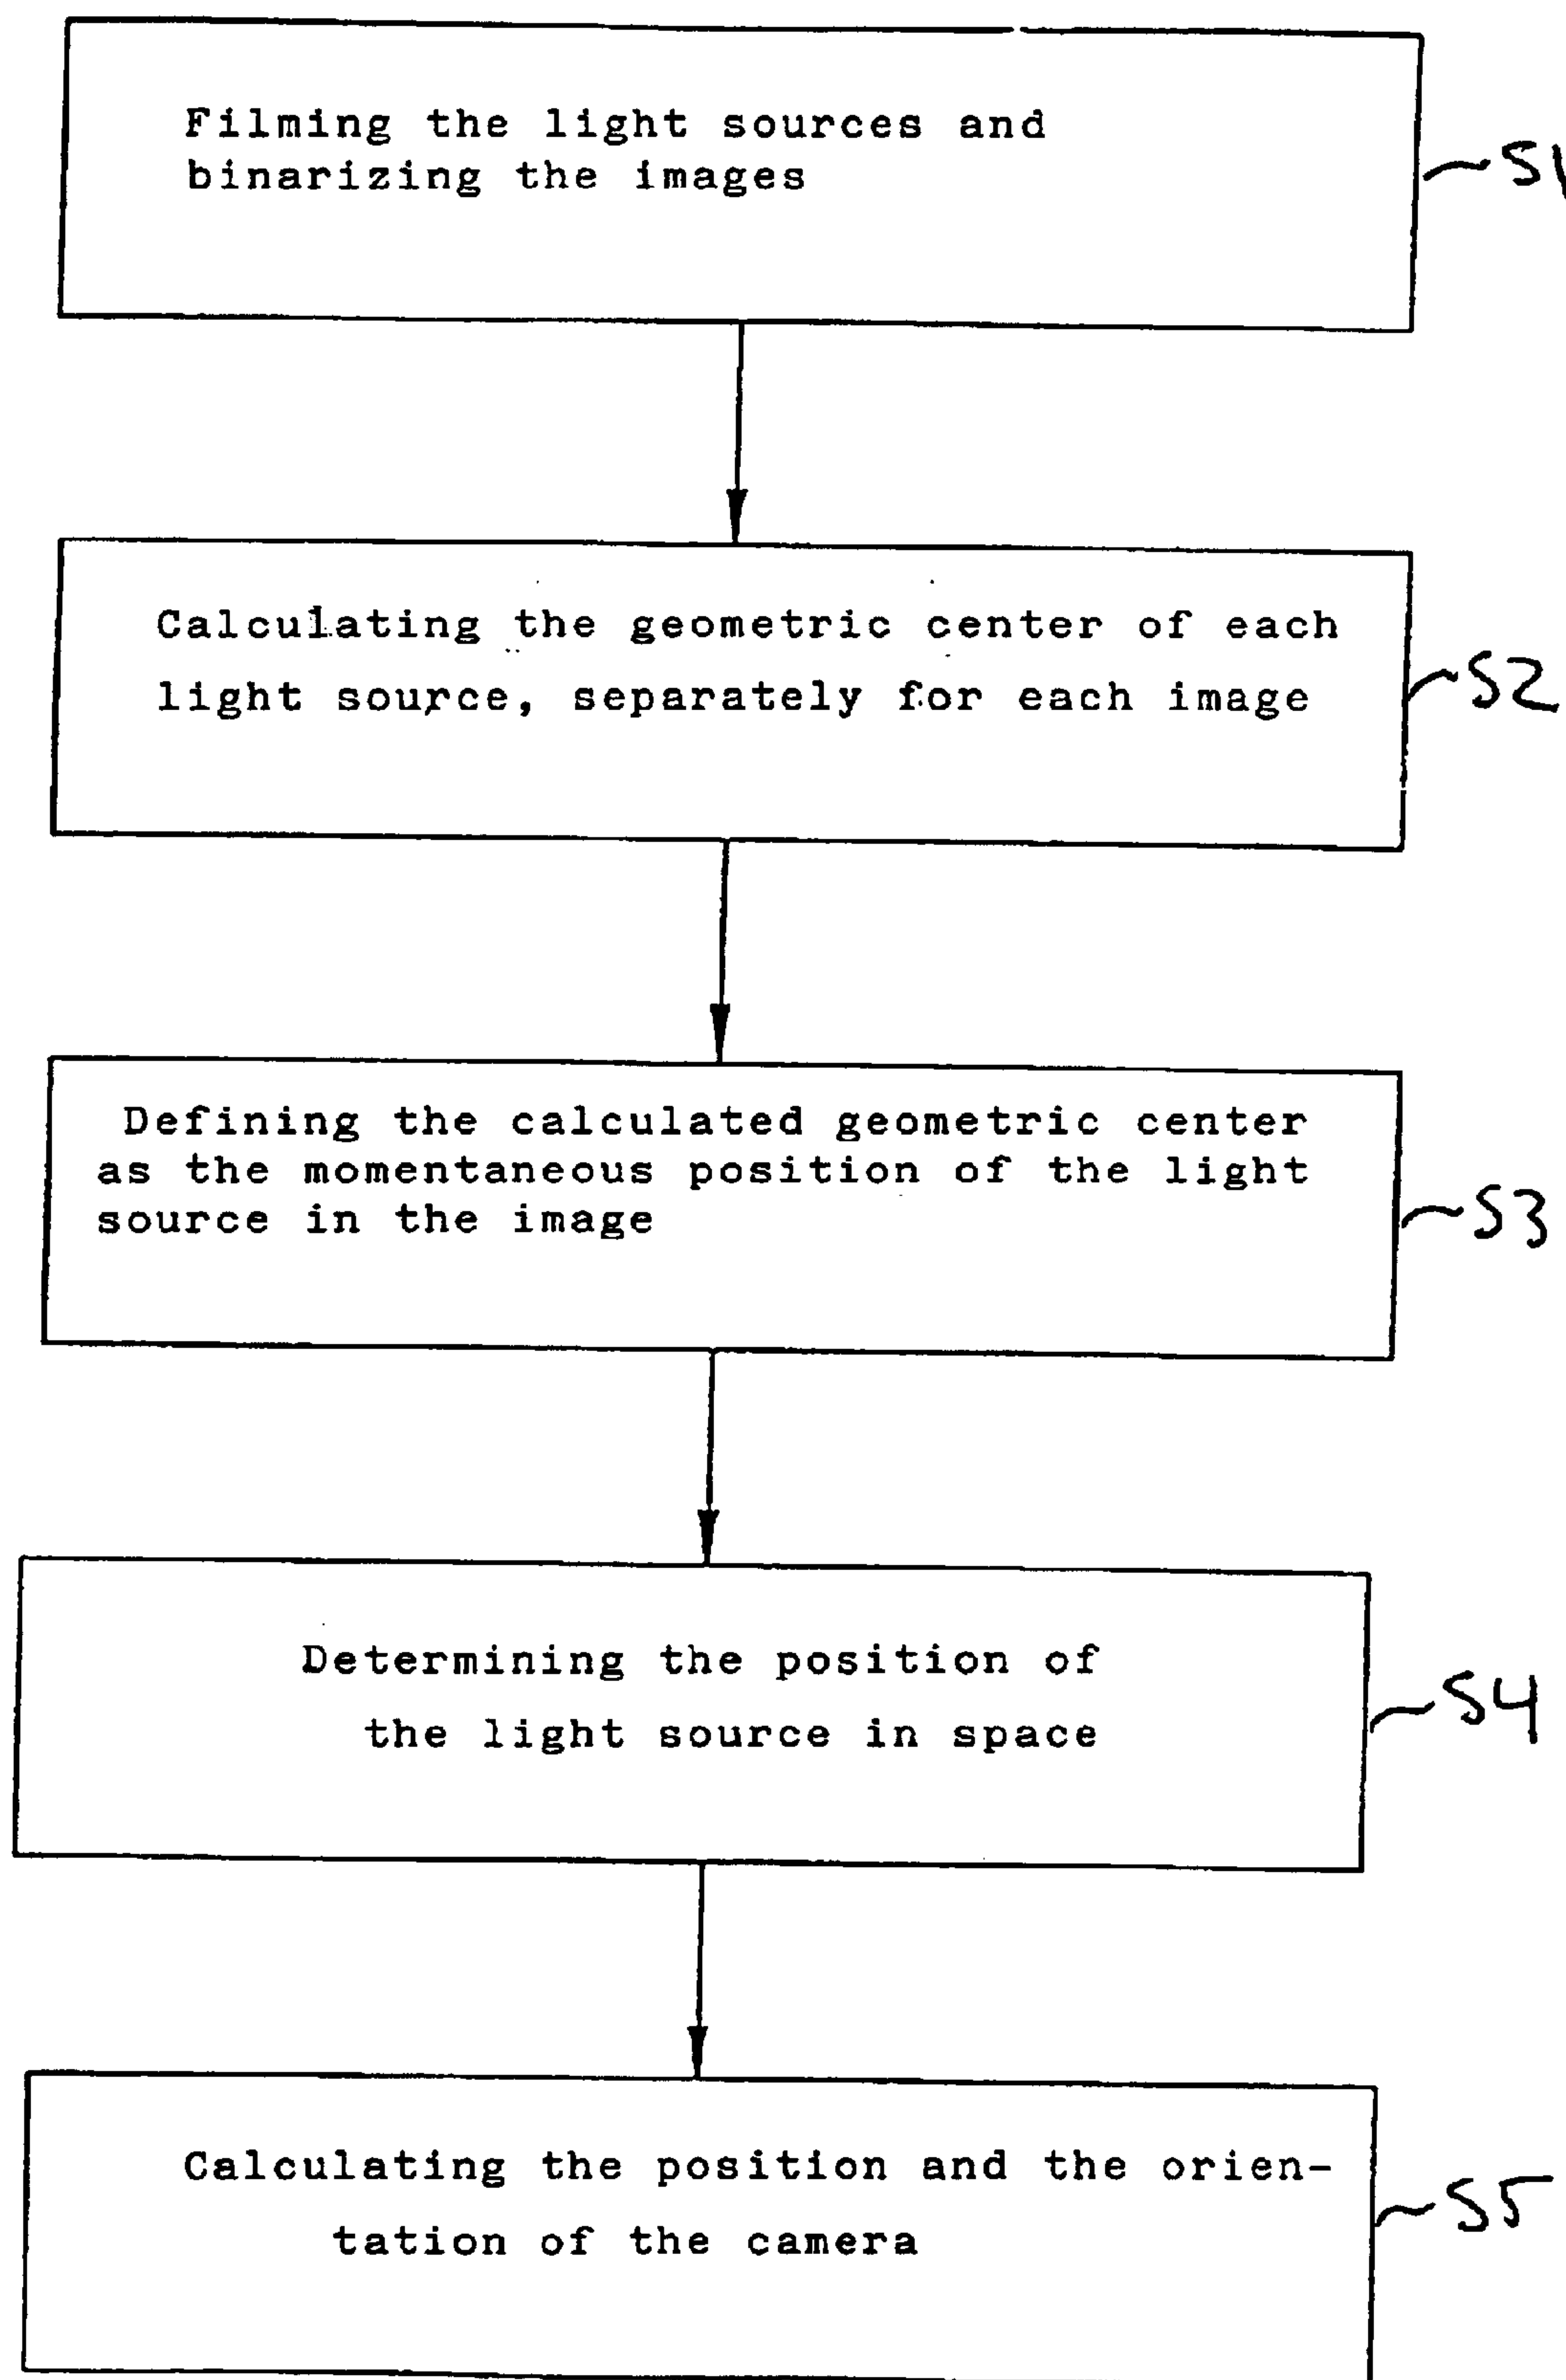 Filming the light sources and
binarizing the images
S1
Calculating the geometric center of each
light source, separately for each image
S2
Defining the calculated geometric center
as the momentaneous position of the light
source in the image
S3
Determining the position of
the light source in space
S4
Calculating the position and the orien-
tation of the camera
S5